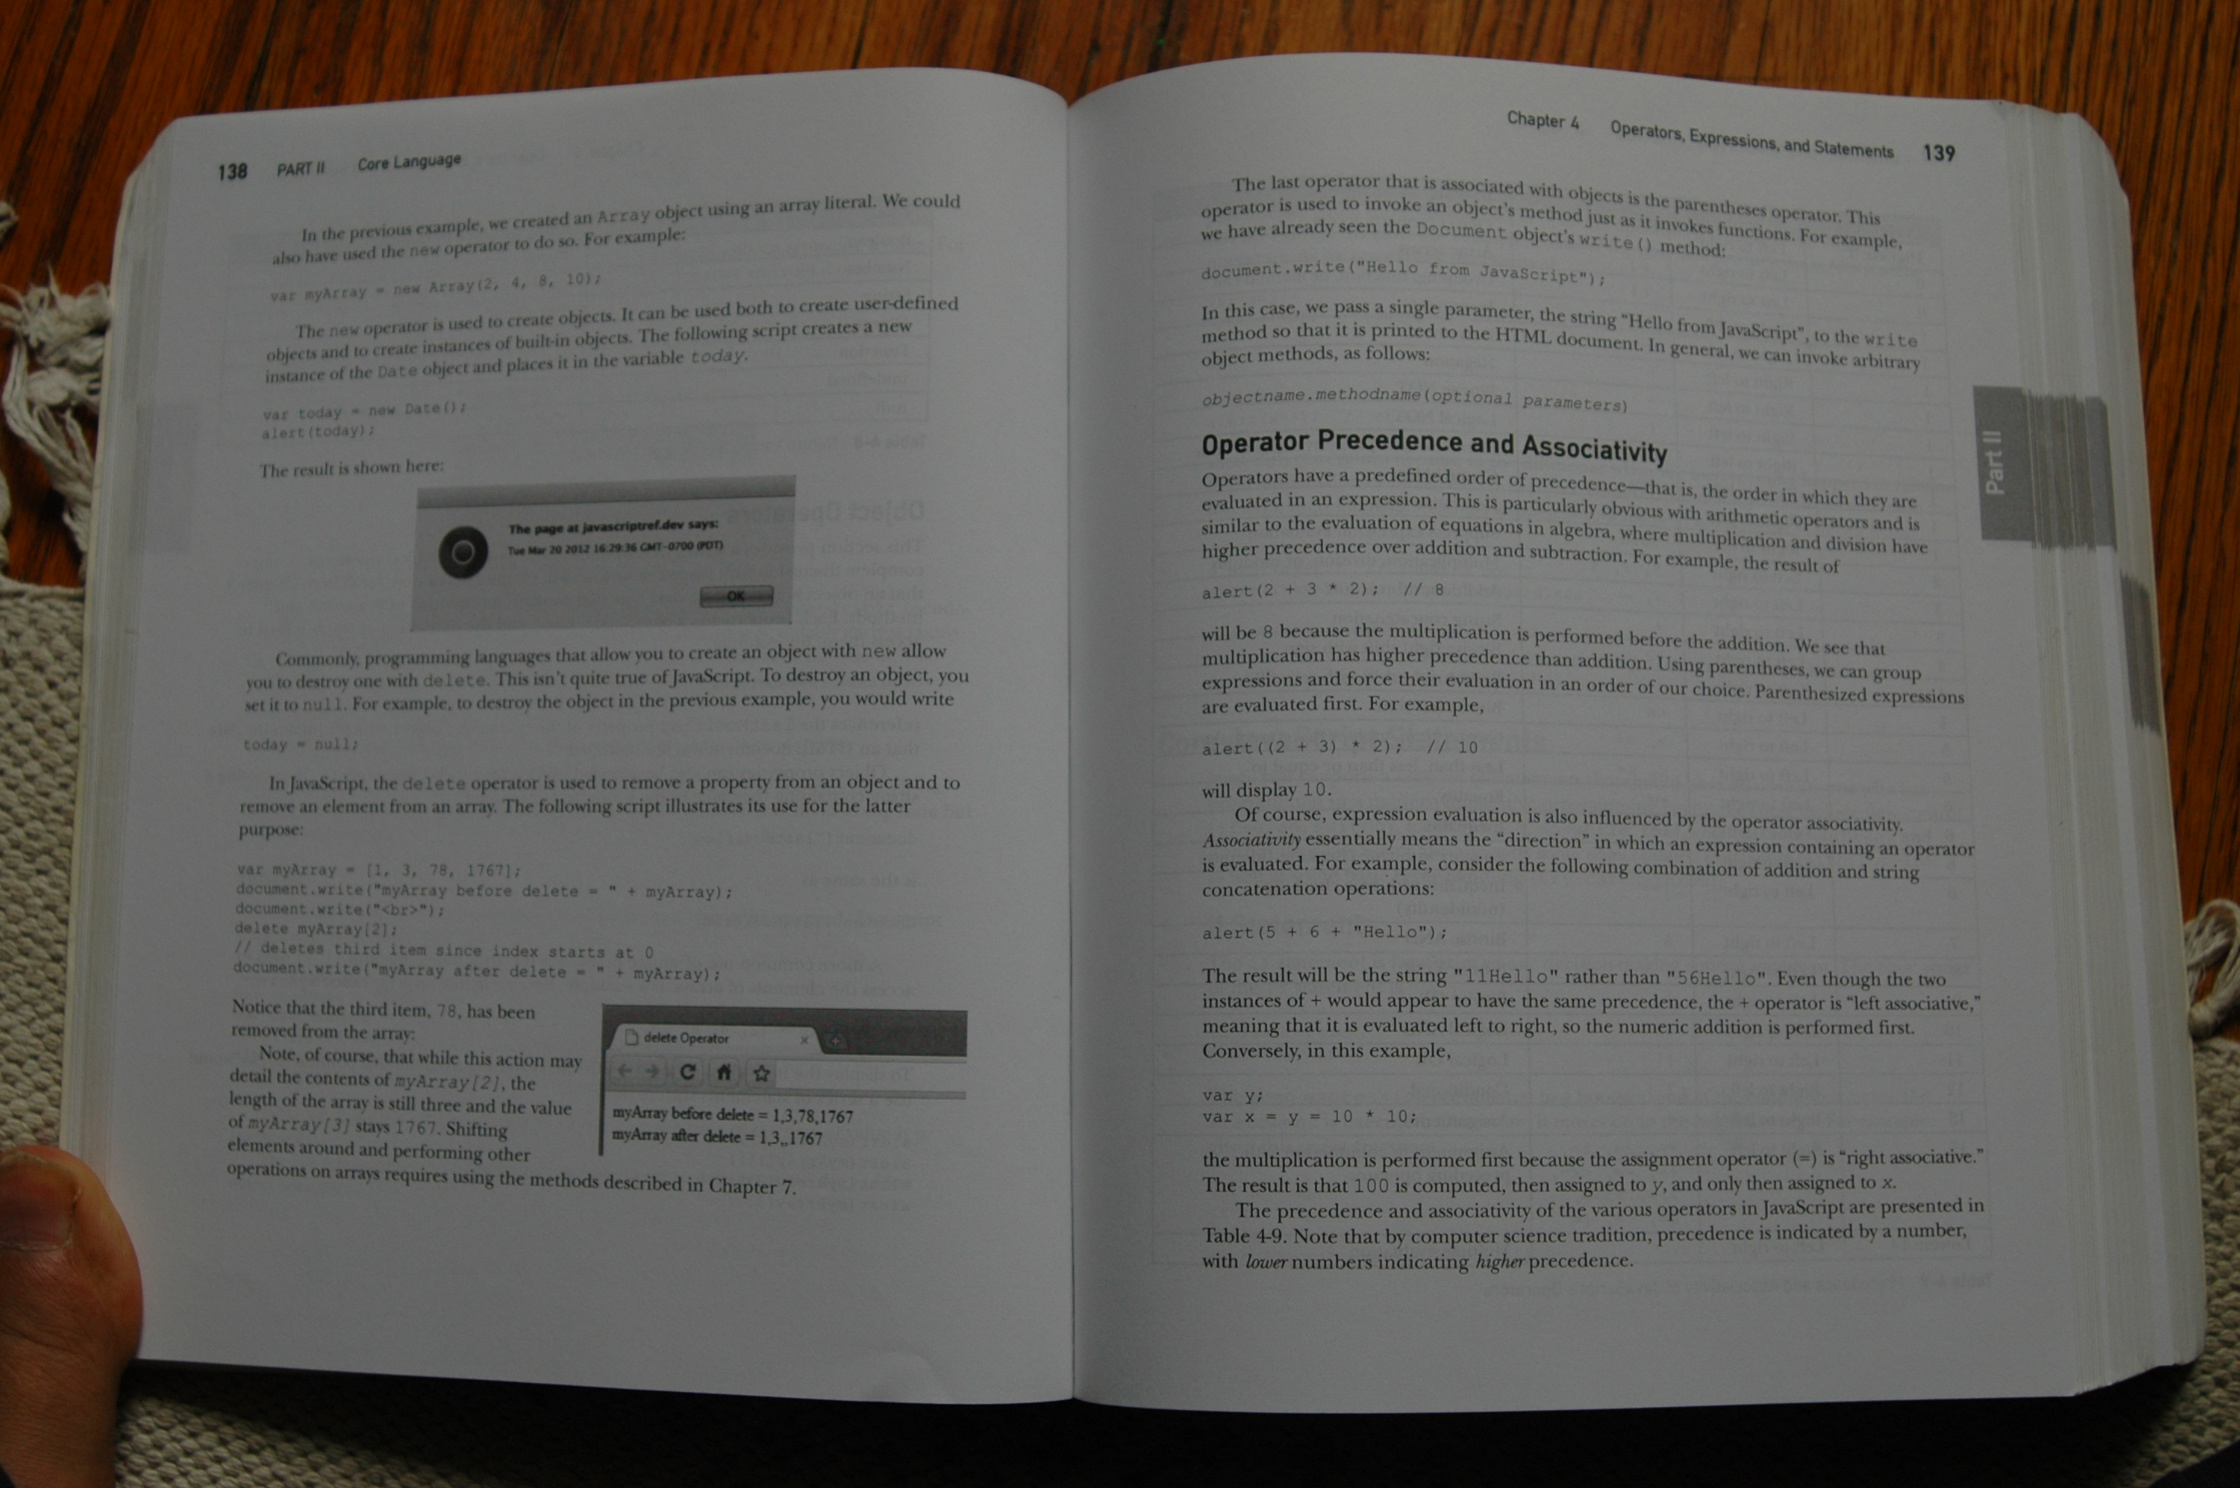 138 PART II Core Language
In the previous example, we created an Array object using an array literal. We could
also have used the new operator to do so. For example:
var myArray = new Array(2, 4, 8, 10);
The new operator is used to create objects. It can be used both to create user-defined
objects and to create instances of built-in objects. The following script creates a new
instance of the Date object and places it in the variable today.
var today = new Date();
alert(today);
The result is shown here:
The page at javascriptref.dev says:
Tue Mar 20 2012 16:29:36 GMT-0700 (PDT)
OK
Commonly, programming languages that allow you to create an object with new allow
you to destroy one with delete. This isn't quite true of JavaScript. To destroy an object, you
set it to null. For example, to destroy the object in the previous example, you would write
today = null;
In JavaScript, the delete operator is used to remove a property from an object and to
remove an element from an array. The following script illustrates its use for the latter
purpose:
var myArray = [1, 3, 78, 1767];
document.write("myArray before delete = " + myArray);
document.write("<br>");
delete myArray[2];
// deletes third item since index starts at 0
document.write("myArray after delete = " + myArray);
Notice that the third item, 78, has been
removed from the array:
Note, of course, that while this action may
detail the contents of myArray[2], the
length of the array is still three and the value
of myArray[3] stays 1767. Shifting
elements around and performing other
operations on arrays requires using the methods described in Chapter 7.
delete Operator
myArray before delete = 1,3,78,1767
myArray after delete = 1,3,,1767
Chapter 4 Operators, Expressions, and Statements 139
The last operator that is associated with objects is the parentheses operator. This
operator is used to invoke an object's method just as it invokes functions. For example,
we have already seen the Document object's write() method:
document.write("Hello from JavaScript");
In this case, we pass a single parameter, the string "Hello from JavaScript", to the write
method so that it is printed to the HTML document. In general, we can invoke arbitrary
object methods, as follows:
objectname.methodname(optional parameters)
Operator Precedence and Associativity
Operators have a predefined order of precedence—that is, the order in which they are
evaluated in an expression. This is particularly obvious with arithmetic operators and is
similar to the evaluation of equations in algebra, where multiplication and division have
higher precedence over addition and subtraction. For example, the result of
alert(2 + 3 * 2); // 8
will be 8 because the multiplication is performed before the addition. We see that
multiplication has higher precedence than addition. Using parentheses, we can group
expressions and force their evaluation in an order of our choice. Parenthesized expressions
are evaluated first. For example,
alert((2 + 3) * 2); // 10
will display 10.
Of course, expression evaluation is also influenced by the operator associativity.
Associativity essentially means the "direction" in which an expression containing an operator
is evaluated. For example, consider the following combination of addition and string
concatenation operations:
alert(5 + 6 + "Hello");
The result will be the string "11Hello" rather than "56Hello". Even though the two
instances of + would appear to have the same precedence, the + operator is "left associative,"
meaning that it is evaluated left to right, so the numeric addition is performed first.
Conversely, in this example,
var y;
var x = y = 10 * 10;
the multiplication is performed first because the assignment operator (=) is "right associative."
The result is that 100 is computed, then assigned to y, and only then assigned to x.
The precedence and associativity of the various operators in JavaScript are presented in
Table 4-9. Note that by computer science tradition, precedence is indicated by a number,
with lower numbers indicating higher precedence.
Part II